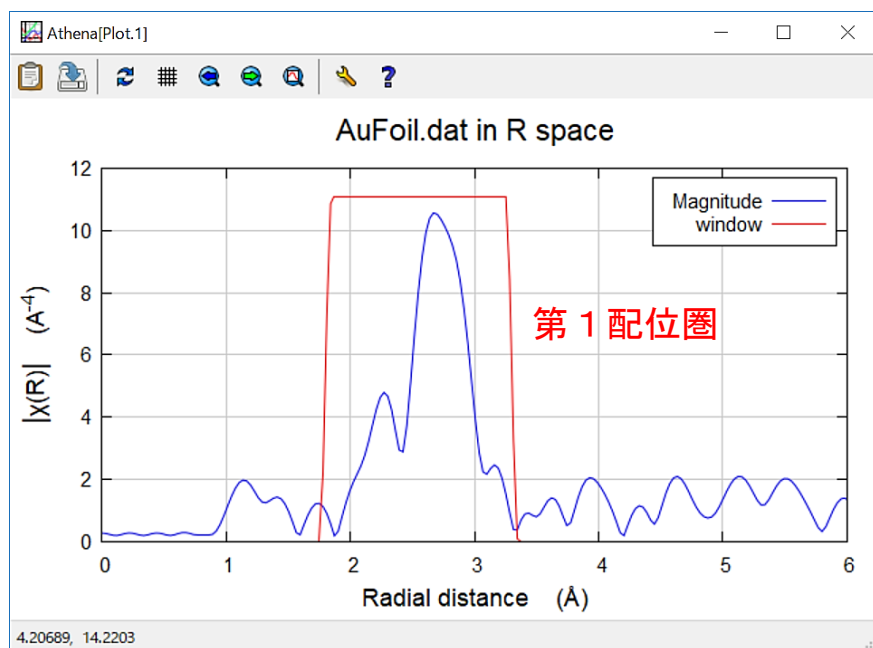 Athena[Plot.1]
AuFoil.dat in R space
12
10
8
6
4
2
0
|χ(R)| (A⁻⁴)
Magnitude
window
第１配位圏
0 1 2 3 4 5 6
Radial distance (Å)
4.20689, 14.2203